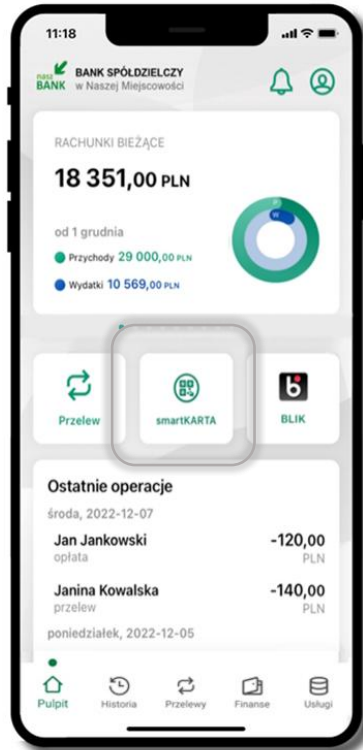 11:18
nasz BANK BANK SPÓŁDZIELCZY
w Naszej Miejscowości
RACHUNKI BIEŻĄCE
18 351,00 PLN
od 1 grudnia
Przychody 29 000,00 PLN
Wydatki 10 569,00 PLN
P
W
Przelew smartKARTA BLIK
Ostatnie operacje
środa, 2022-12-07
Jan Jankowski -120,00
opłata PLN
Janina Kowalska -140,00
przelew PLN
poniedziałek, 2022-12-05
Pulpit Historia Przelewy Finanse Usługi